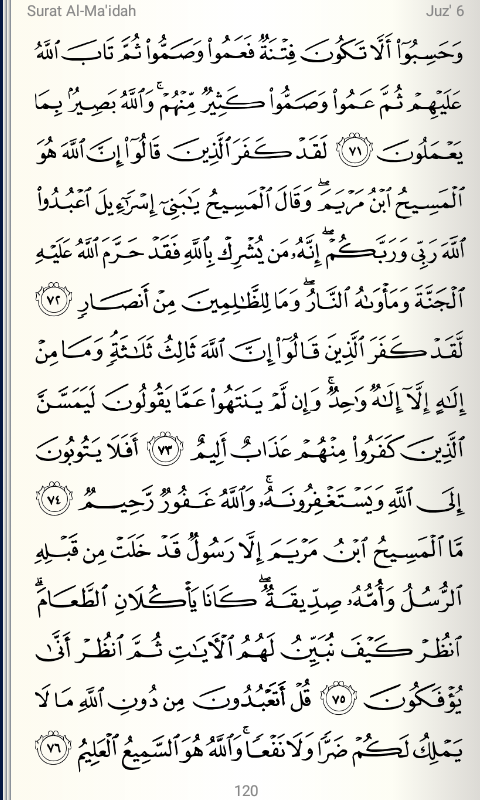 Surat Al-Ma'idah Juz' 6
وَحَسِبُوٓا۟ أَلَّا تَكُونَ فِتْنَةٌ فَعَمُوا۟ وَصَمُّوا۟ ثُمَّ تَابَ ٱللَّهُ
عَلَيْهِمْ ثُمَّ عَمُوا۟ وَصَمُّوا۟ كَثِيرٌ مِّنْهُمْ ۚ وَٱللَّهُ بَصِيرٌۢ بِمَا
يَعْمَلُونَ ٧١ لَقَدْ كَفَرَ ٱلَّذِينَ قَالُوٓا۟ إِنَّ ٱللَّهَ هُوَ
ٱلْمَسِيحُ ٱبْنُ مَرْيَمَ ۖ وَقَالَ ٱلْمَسِيحُ يَٰبَنِىٓ إِسْرَٰٓءِيلَ ٱعْبُدُوا۟
ٱللَّهَ رَبِّى وَرَبَّكُمْ ۖ إِنَّهُۥ مَن يُشْرِكْ بِٱللَّهِ فَقَدْ حَرَّمَ ٱللَّهُ عَلَيْهِ
ٱلْجَنَّةَ وَمَأْوَىٰهُ ٱلنَّارُ ۖ وَمَا لِلظَّٰلِمِينَ مِنْ أَنصَارٍ ٧٢
لَّقَدْ كَفَرَ ٱلَّذِينَ قَالُوٓا۟ إِنَّ ٱللَّهَ ثَالِثُ ثَلَٰثَةٍ ۘ وَمَا مِنْ
إِلَٰهٍ إِلَّآ إِلَٰهٌ وَٰحِدٌ ۚ وَإِن لَّمْ يَنتَهُوا۟ عَمَّا يَقُولُونَ لَيَمَسَّنَّ
ٱلَّذِينَ كَفَرُوا۟ مِنْهُمْ عَذَابٌ أَلِيمٌ ٧٣ أَفَلَا يَتُوبُونَ
إِلَى ٱللَّهِ وَيَسْتَغْفِرُونَهُۥ ۚ وَٱللَّهُ غَفُورٌ رَّحِيمٌ ٧٤
مَّا ٱلْمَسِيحُ ٱبْنُ مَرْيَمَ إِلَّا رَسُولٌ قَدْ خَلَتْ مِن قَبْلِهِ
ٱلرُّسُلُ وَأُمُّهُۥ صِدِّيقَةٌ ۖ كَانَا يَأْكُلَانِ ٱلطَّعَامَ ۗ
ٱنظُرْ كَيْفَ نُبَيِّنُ لَهُمُ ٱلْءَايَٰتِ ثُمَّ ٱنظُرْ أَنَّىٰ
يُؤْفَكُونَ ٧٥ قُلْ أَتَعْبُدُونَ مِن دُونِ ٱللَّهِ مَا لَا
يَمْلِكُ لَكُمْ ضَرًّا وَلَا نَفْعًا ۚ وَٱللَّهُ هُوَ ٱلسَّمِيعُ ٱلْعَلِيمُ ٧٦
120